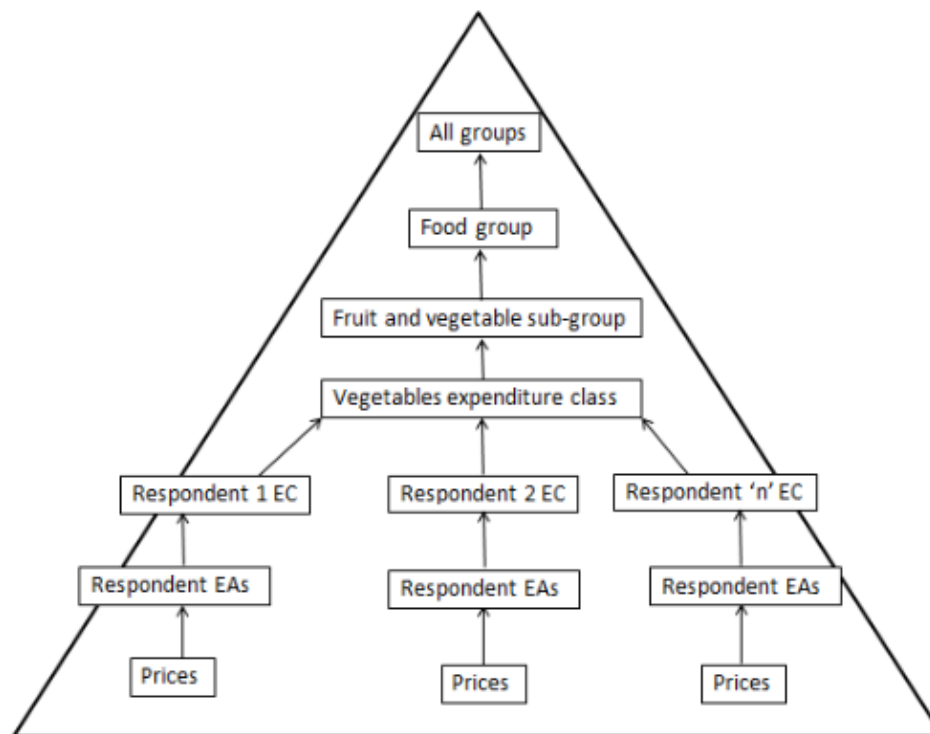 All groups
Food group
Fruit and vegetable sub-group
Vegetables expenditure class
Respondent 1 EC
Respondent 2 EC
Respondent ‘n’ EC
Respondent EAs
Respondent EAs
Respondent EAs
Prices
Prices
Prices